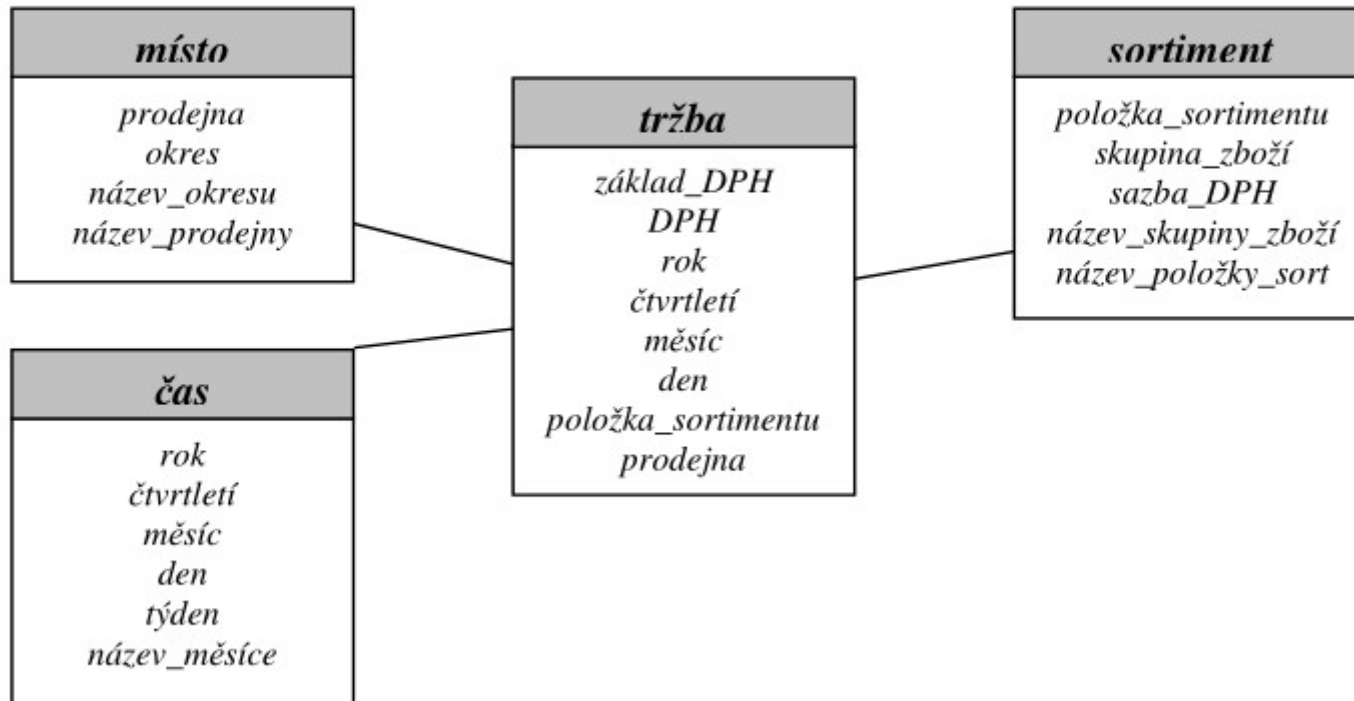 místo
prodejna
okres
název_okresu
název_prodejny
čas
rok
čtvrtletí
měsíc
den
týden
název_měsíce
tržba
základ_DPH
DPH
rok
čtvrtletí
měsíc
den
položka_sortimentu
prodejna
sortiment
položka_sortimentu
skupina_zboží
sazba_DPH
název_skupiny_zboží
název_položky_sort